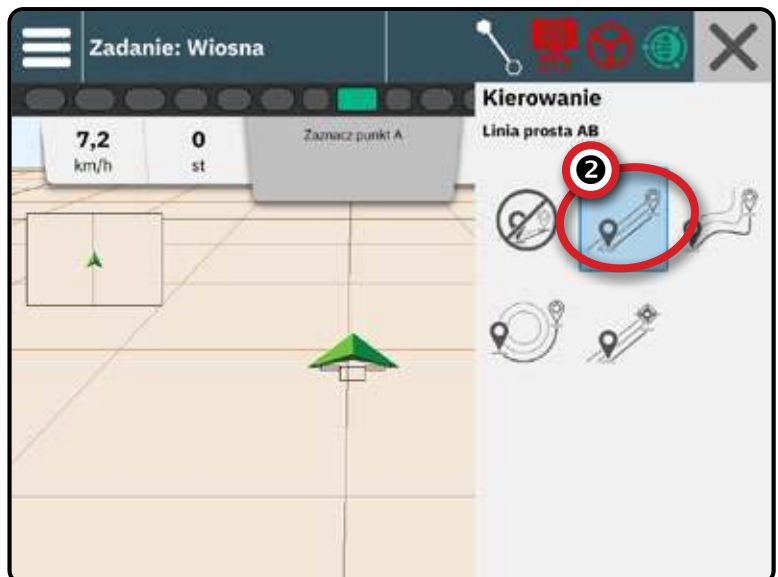 Zadanie: Wiosna
Kierowanie
Linia prosta AB
7,2
km/h
0
st
Zaznacz punkt A
2